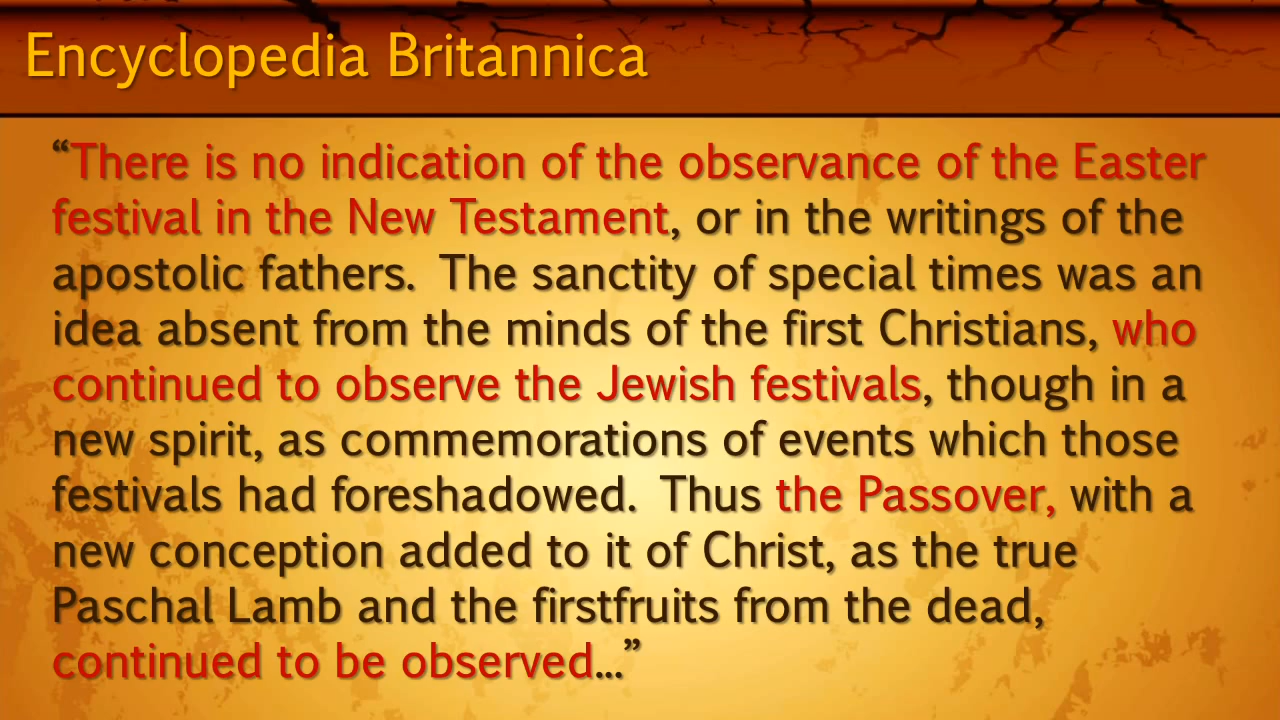 Encyclopedia Britannica
“There is no indication of the observance of the Easter
festival in the New Testament, or in the writings of the
apostolic fathers.  The sanctity of special times was an
idea absent from the minds of the first Christians, who
continued to observe the Jewish festivals, though in a
new spirit, as commemorations of events which those
festivals had foreshadowed.  Thus the Passover, with a
new conception added to it of Christ, as the true
Paschal Lamb and the firstfruits from the dead,
continued to be observed…”